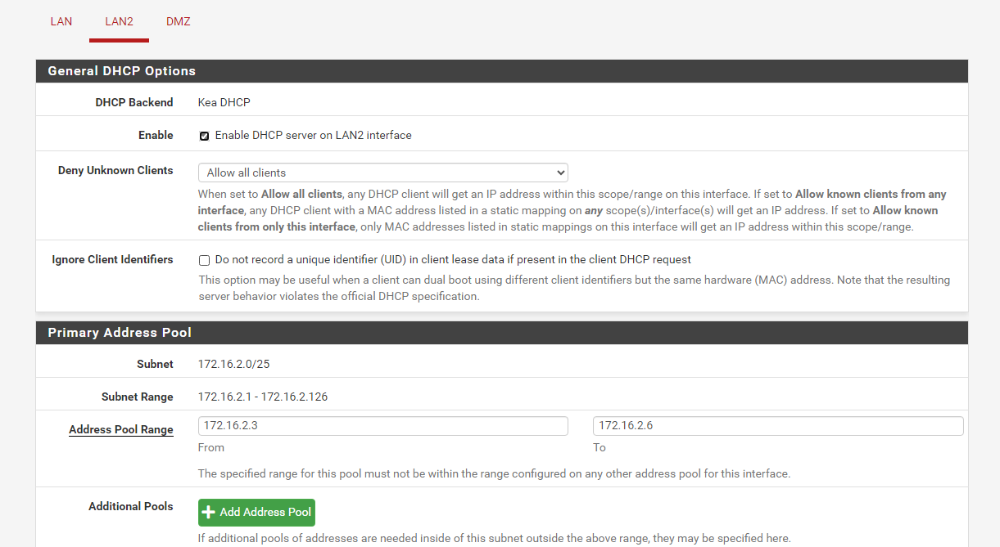 LAN LAN2 DMZ
General DHCP Options
DHCP Backend Kea DHCP
Enable Enable DHCP server on LAN2 interface
Deny Unknown Clients Allow all clients
When set to Allow all clients, any DHCP client will get an IP address within this scope/range on this interface. If set to Allow known clients from any
interface, any DHCP client with a MAC address listed in a static mapping on any scope(s)/interface(s) will get an IP address. If set to Allow known
clients from only this interface, only MAC addresses listed in static mappings on this interface will get an IP address within this scope/range.
Ignore Client Identifiers Do not record a unique identifier (UID) in client lease data if present in the client DHCP request
This option may be useful when a client can dual boot using different client identifiers but the same hardware (MAC) address. Note that the resulting
server behavior violates the official DHCP specification.
Primary Address Pool
Subnet 172.16.2.0/25
Subnet Range 172.16.2.1 - 172.16.2.126
Address Pool Range 172.16.2.3 172.16.2.6
From To
The specified range for this pool must not be within the range configured on any other address pool for this interface.
Additional Pools Add Address Pool
If additional pools of addresses are needed inside of this subnet outside the above range, they may be specified here.